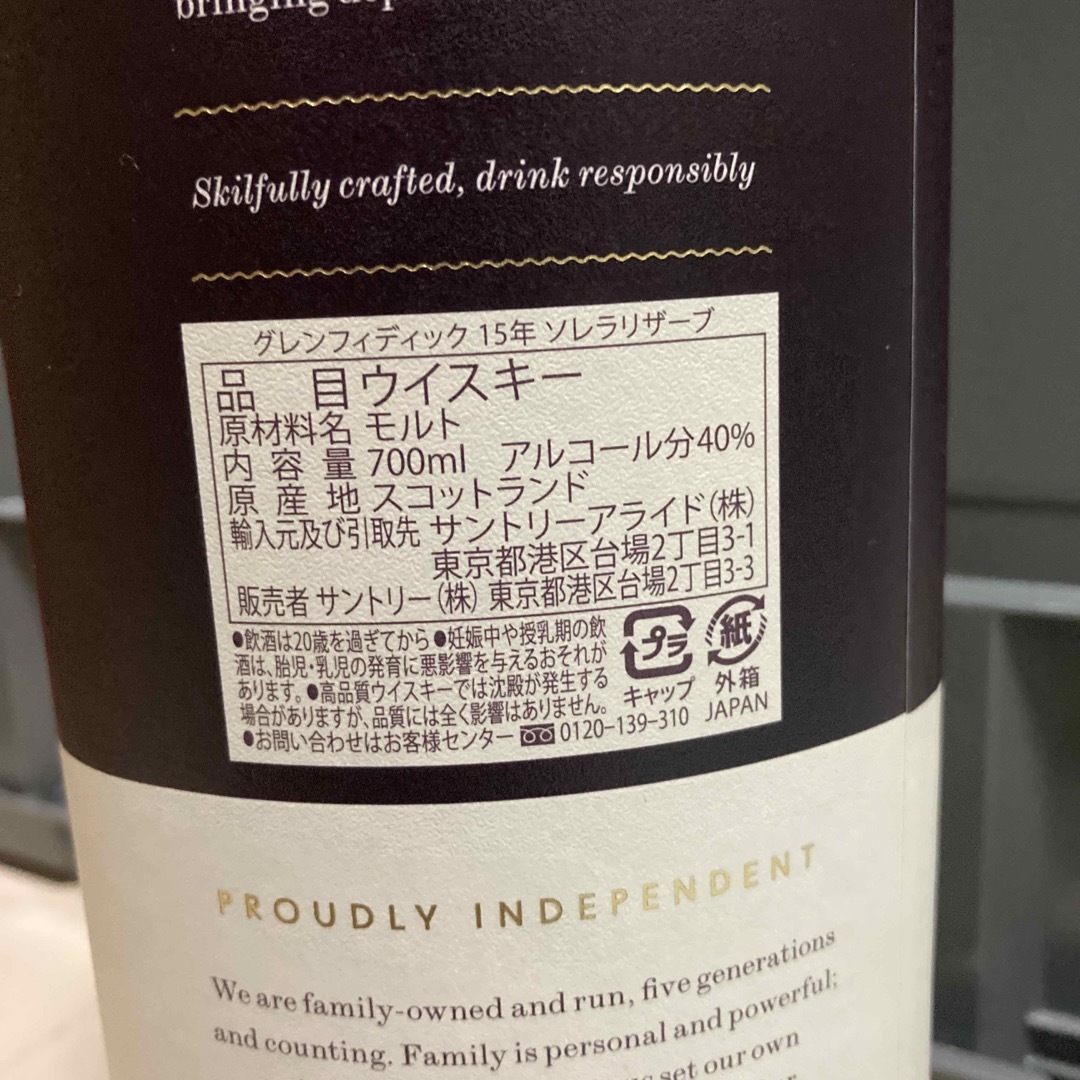 bringing
Skilfully crafted, drink responsibly
グレンフィディック 15年 ソレラリザーブ
品 目 ウイスキー
原材料名 モルト
内容量 700ml アルコール分40%
原産地 スコットランド
輸入元及び引取先 サントリーアライド(株)
東京都港区台場2丁目3-1
販売者 サントリー(株) 東京都港区台場2丁目3-3
●飲酒は20歳を過ぎてから●妊娠中や授乳期の飲
酒は、胎児・乳児の発育に悪影響を与えるおそれが
あります。●高品質ウイスキーでは沈殿が発生する
場合がありますが、品質には全く影響はありません。
●お問い合わせはお客様センター 0120-139-310
プラ
キャップ
紙
外箱
JAPAN
PROUDLY INDEPENDENT
We are family-owned and run, five generations
and counting. Family is personal and powerful;
set our own